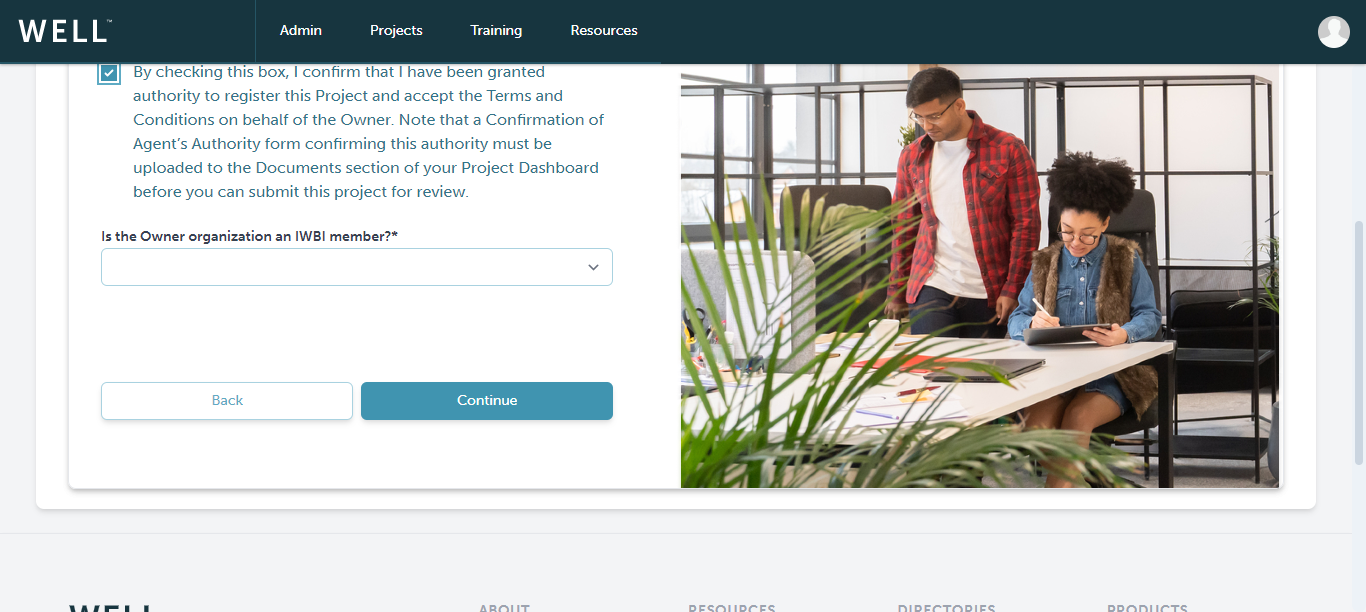 WELL™
Admin
Projects
Training
Resources
By checking this box, I confirm that I have been granted
authority to register this Project and accept the Terms and
Conditions on behalf of the Owner. Note that a Confirmation of
Agent's Authority form confirming this authority must be
uploaded to the Documents section of your Project Dashboard
before you can submit this project for review.
Is the Owner organization an IWBI member?*
Back
Continue
WELL
ABOUT
RESOURCES
DIRECTORIES
PRODUCTS